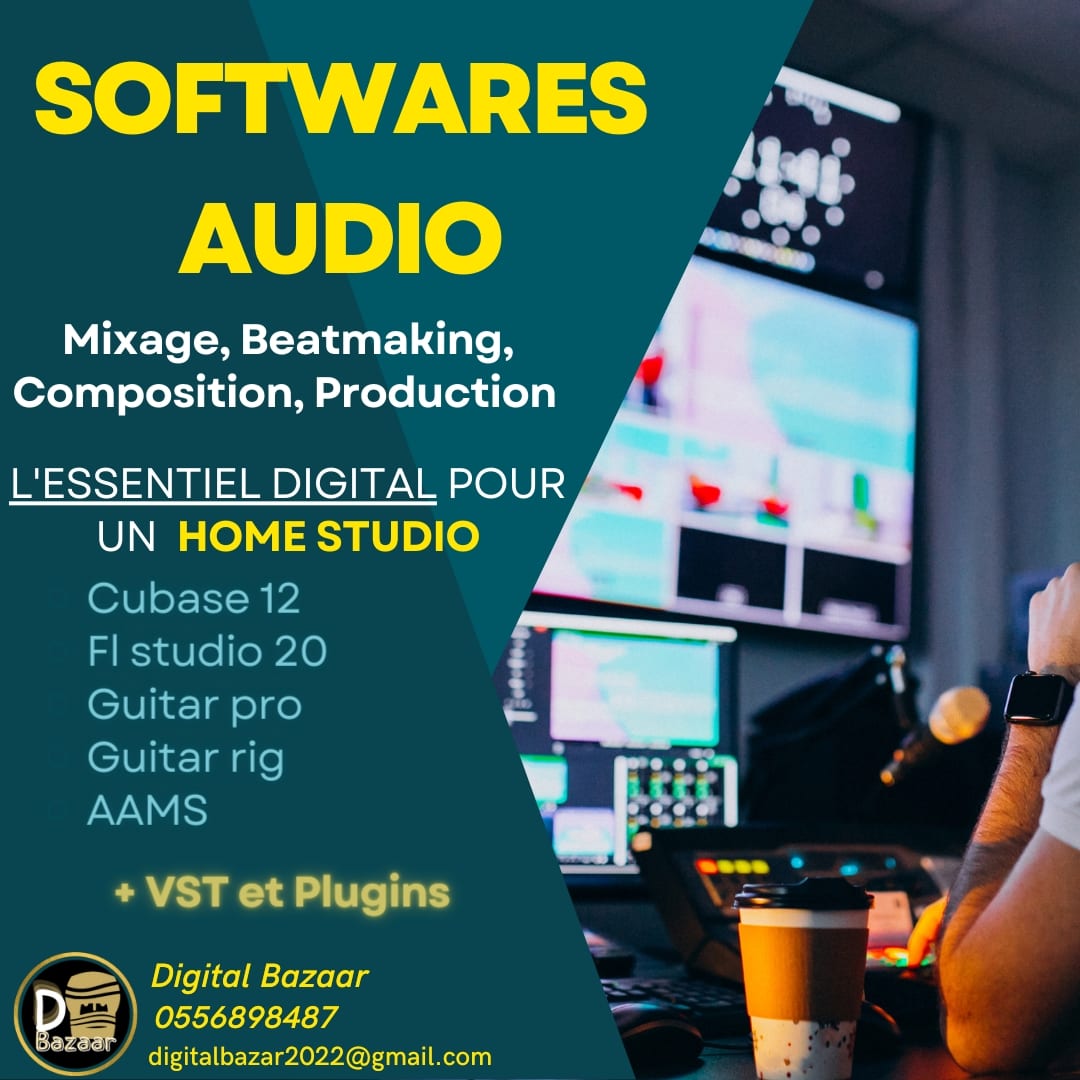 SOFTWARES
AUDIO
Mixage, Beatmaking,
Composition, Production
L'ESSENTIEL DIGITAL POUR
UN HOME STUDIO
Cubase 12
Fl studio 20
Guitar pro
Guitar rig
AAMS
+ VST et Plugins
D
Bazaar
Digital Bazaar
0556898487
digitalbazar2022@gmail.com